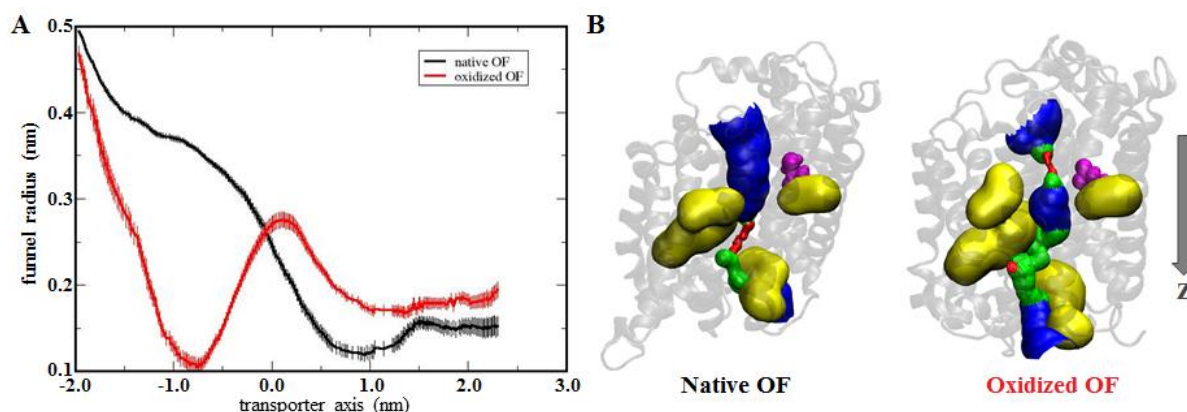 A
B
0.5
0.4
0.3
0.2
0.1
funnel radius (nm)
native OF
oxidized OF
-2.0 -1.0 0.0 1.0 2.0 3.0
transporter axis (nm)
Native OF
Oxidized OF
Z